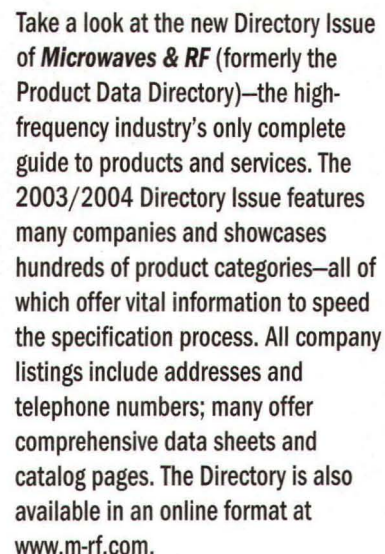 Take a look at the new Directory Issue
of Microwaves & RF (formerly the
Product Data Directory)—the high-
frequency industry's only complete
guide to products and services. The
2003/2004 Directory Issue features
many companies and showcases
hundreds of product categories—all of
which offer vital information to speed
the specification process. All company
listings include addresses and
telephone numbers; many offer
comprehensive data sheets and
catalog pages. The Directory is also
available in an online format at
www.m-rf.com.